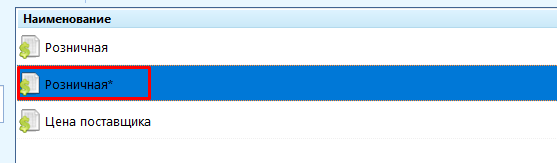 Наименование
Розничная
Розничная*
Цена поставщика